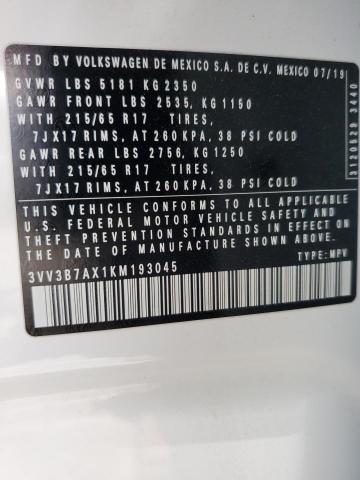 MFD BY VOLKSWAGEN DE MEXICO S.A. DE C.V. MEXICO 07/19
GVWR LBS 5181 KG 2350
GAWR FRONT LBS 2535, KG 1150
WITH 215/65 R17 TIRES,
7JX17 RIMS, AT 260 KPA, 38 PSI COLD
GAWR REAR LBS 2756, KG 1250
WITH 215/65 R17 TIRES,
7JX17 RIMS, AT 260 KPA, 38 PSI COLD
THIS VEHICLE CONFORMS TO ALL APPLICABLE
U.S. FEDERAL MOTOR VEHICLE SAFETY AND
THEFT PREVENTION STANDARDS IN EFFECT ON
THE DATE OF MANUFACTURE SHOWN ABOVE
3VV3B7AX1KM193045
TYPE: MPV
3440